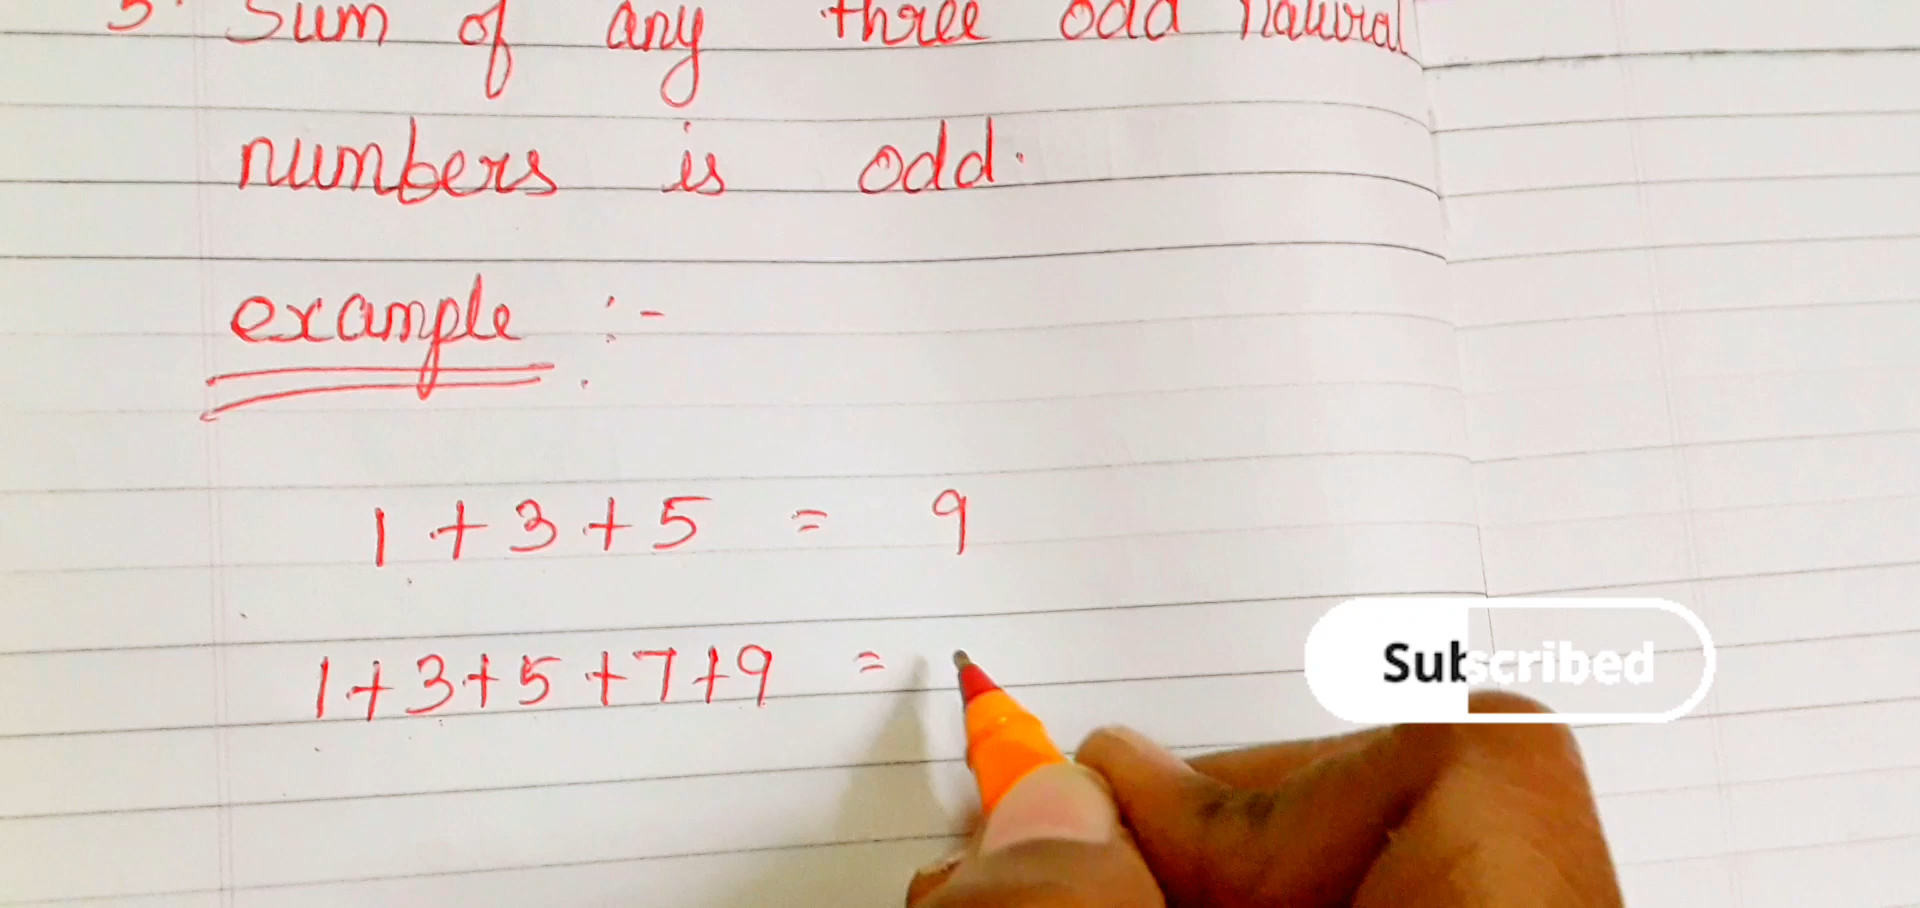 3. Sum of any three odd natural
numbers is odd.
example :-
1 + 3 + 5 = 9
1+3+5+7+9 =
Subscribed